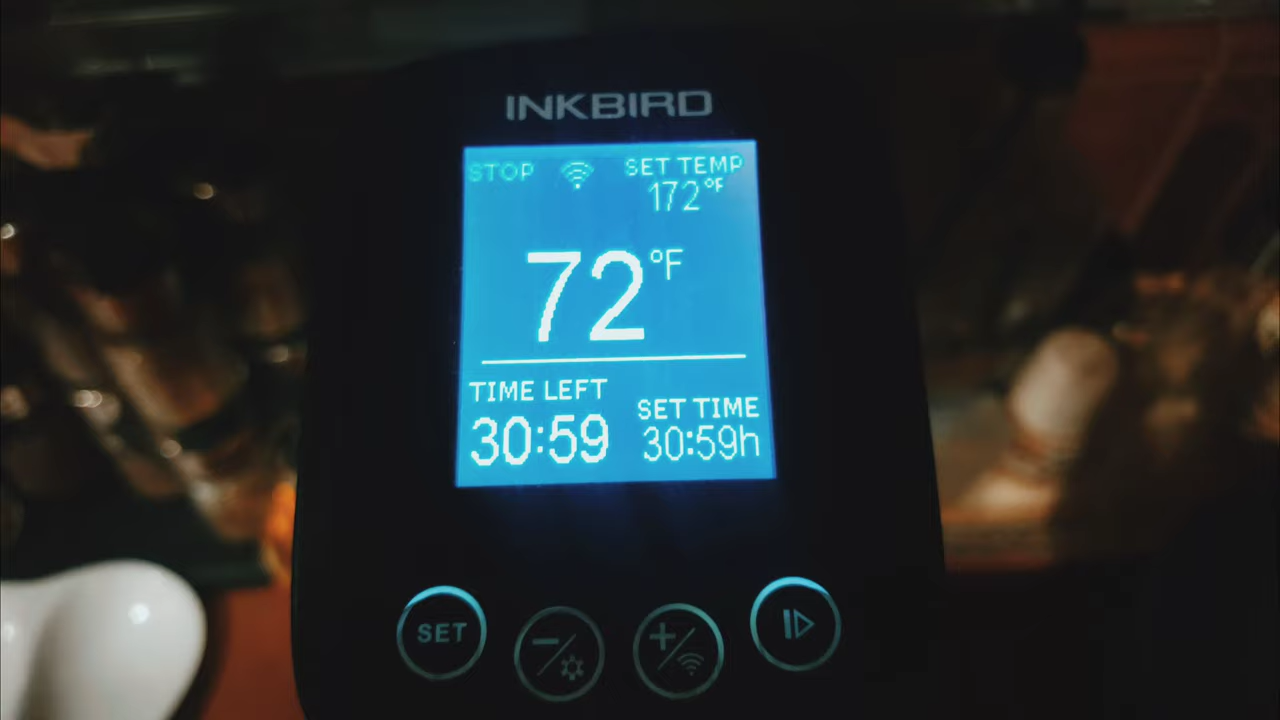 INKBIRD
STOP SET TEMP
172°F
72°F
TIME LEFT SET TIME
30:59 30:59h
SET